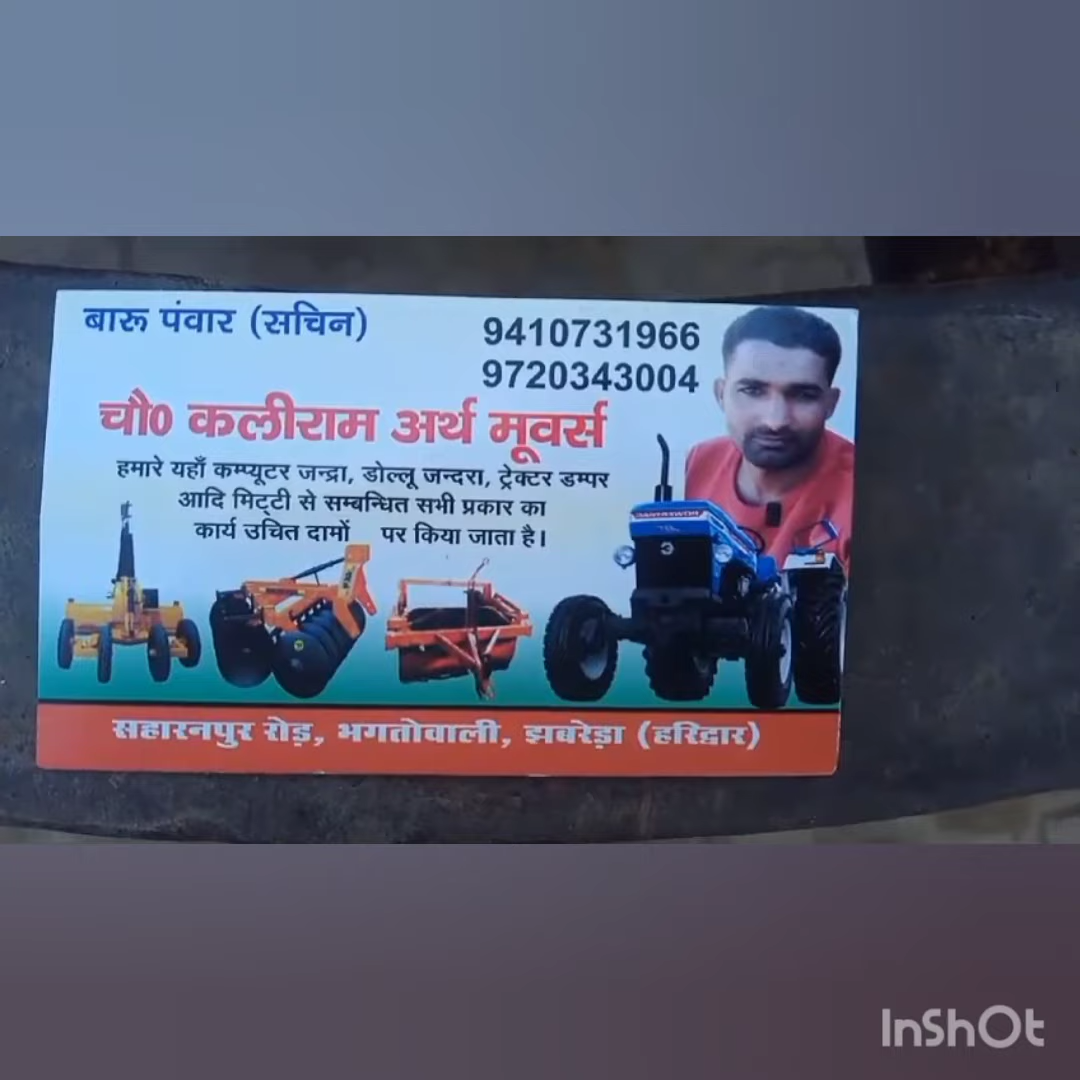 बारू पंवार (सचिन)
9410731966
9720343004
चौ० कलीराम अर्थ मूवर्स
हमारे यहाँ कम्प्यूटर जन्द्रा, डोल्लू जन्दरा, ट्रेक्टर डम्पर
आदि मिट्टी से सम्बन्धित सभी प्रकार का
कार्य उचित दामों पर किया जाता है।
सहारनपुर रोड़, भगतोवाली, झबरेड़ा (हरिद्वार)
InShOt